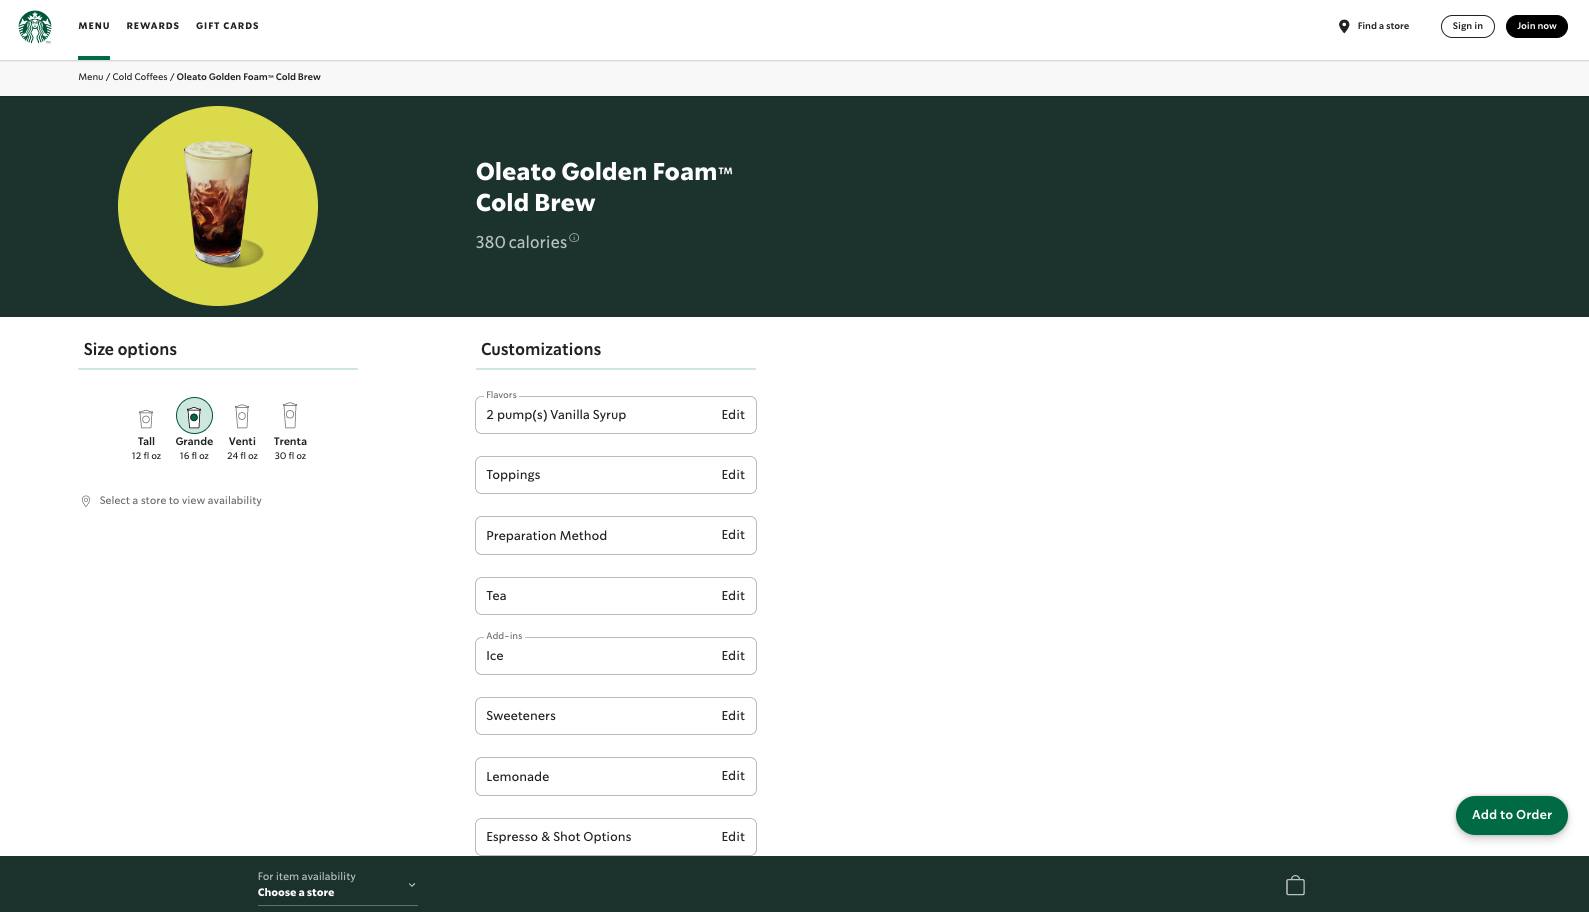 MENU
REWARDS
GIFT CARDS
Find a store
Sign in
Join now
Menu / Cold Coffees / Oleato Golden Foam™ Cold Brew
Oleato Golden Foam™
Cold Brew
380 calories
Size options
Tall
12 fl oz
Grande
16 fl oz
Venti
24 fl oz
Trenta
30 fl oz
Select a store to view availability
Customizations
Flavors
2 pump(s) Vanilla Syrup
Edit
Toppings
Edit
Preparation Method
Edit
Tea
Edit
Add-ins
Ice
Edit
Sweeteners
Edit
Lemonade
Edit
Espresso & Shot Options
Edit
Add to Order
For item availability
Choose a store